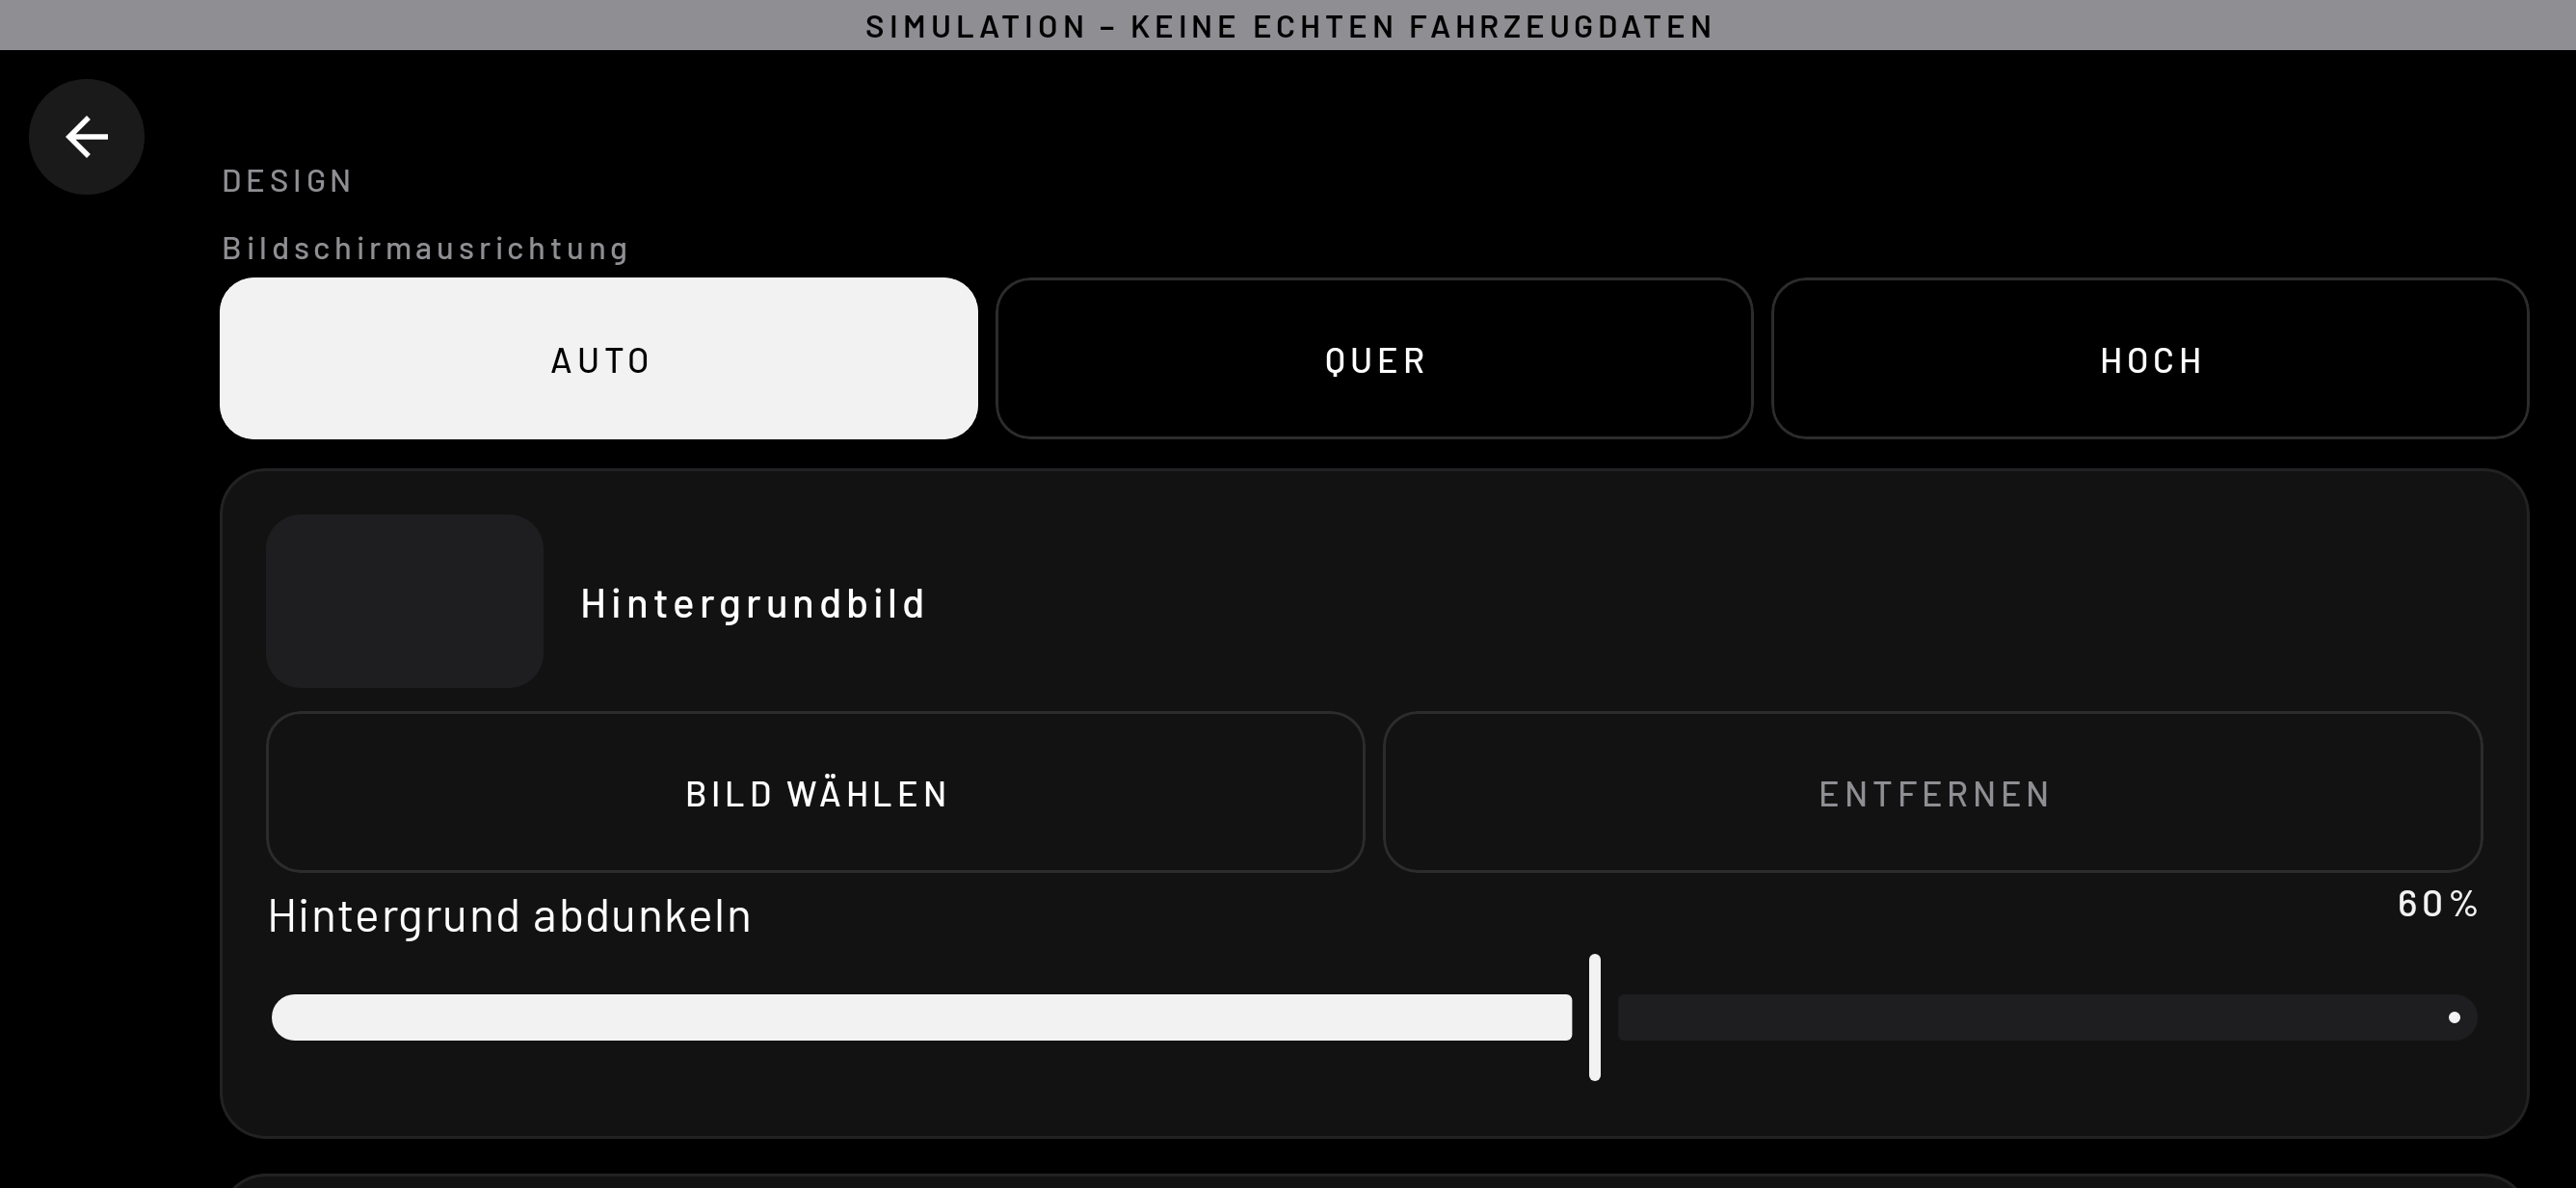 SIMULATION – KEINE ECHTEN FAHRZEUGDATEN
DESIGN
Bildschirmausrichtung
AUTO
QUER
HOCH
Hintergrundbild
BILD WÄHLEN
ENTFERNEN
Hintergrund abdunkeln
60%